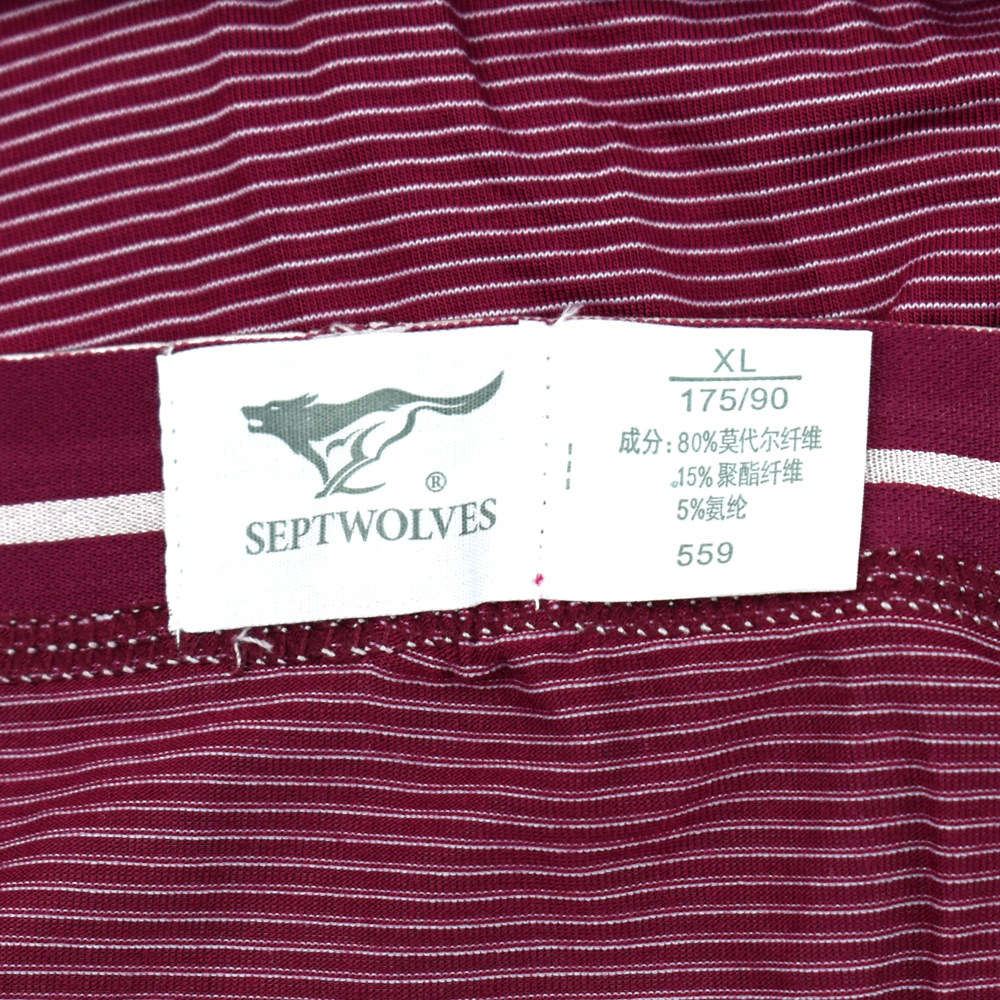 ®
SEPTWOLVES
XL
175/90
成分:80%莫代尔纤维
15%聚酯纤维
5%氨纶
559